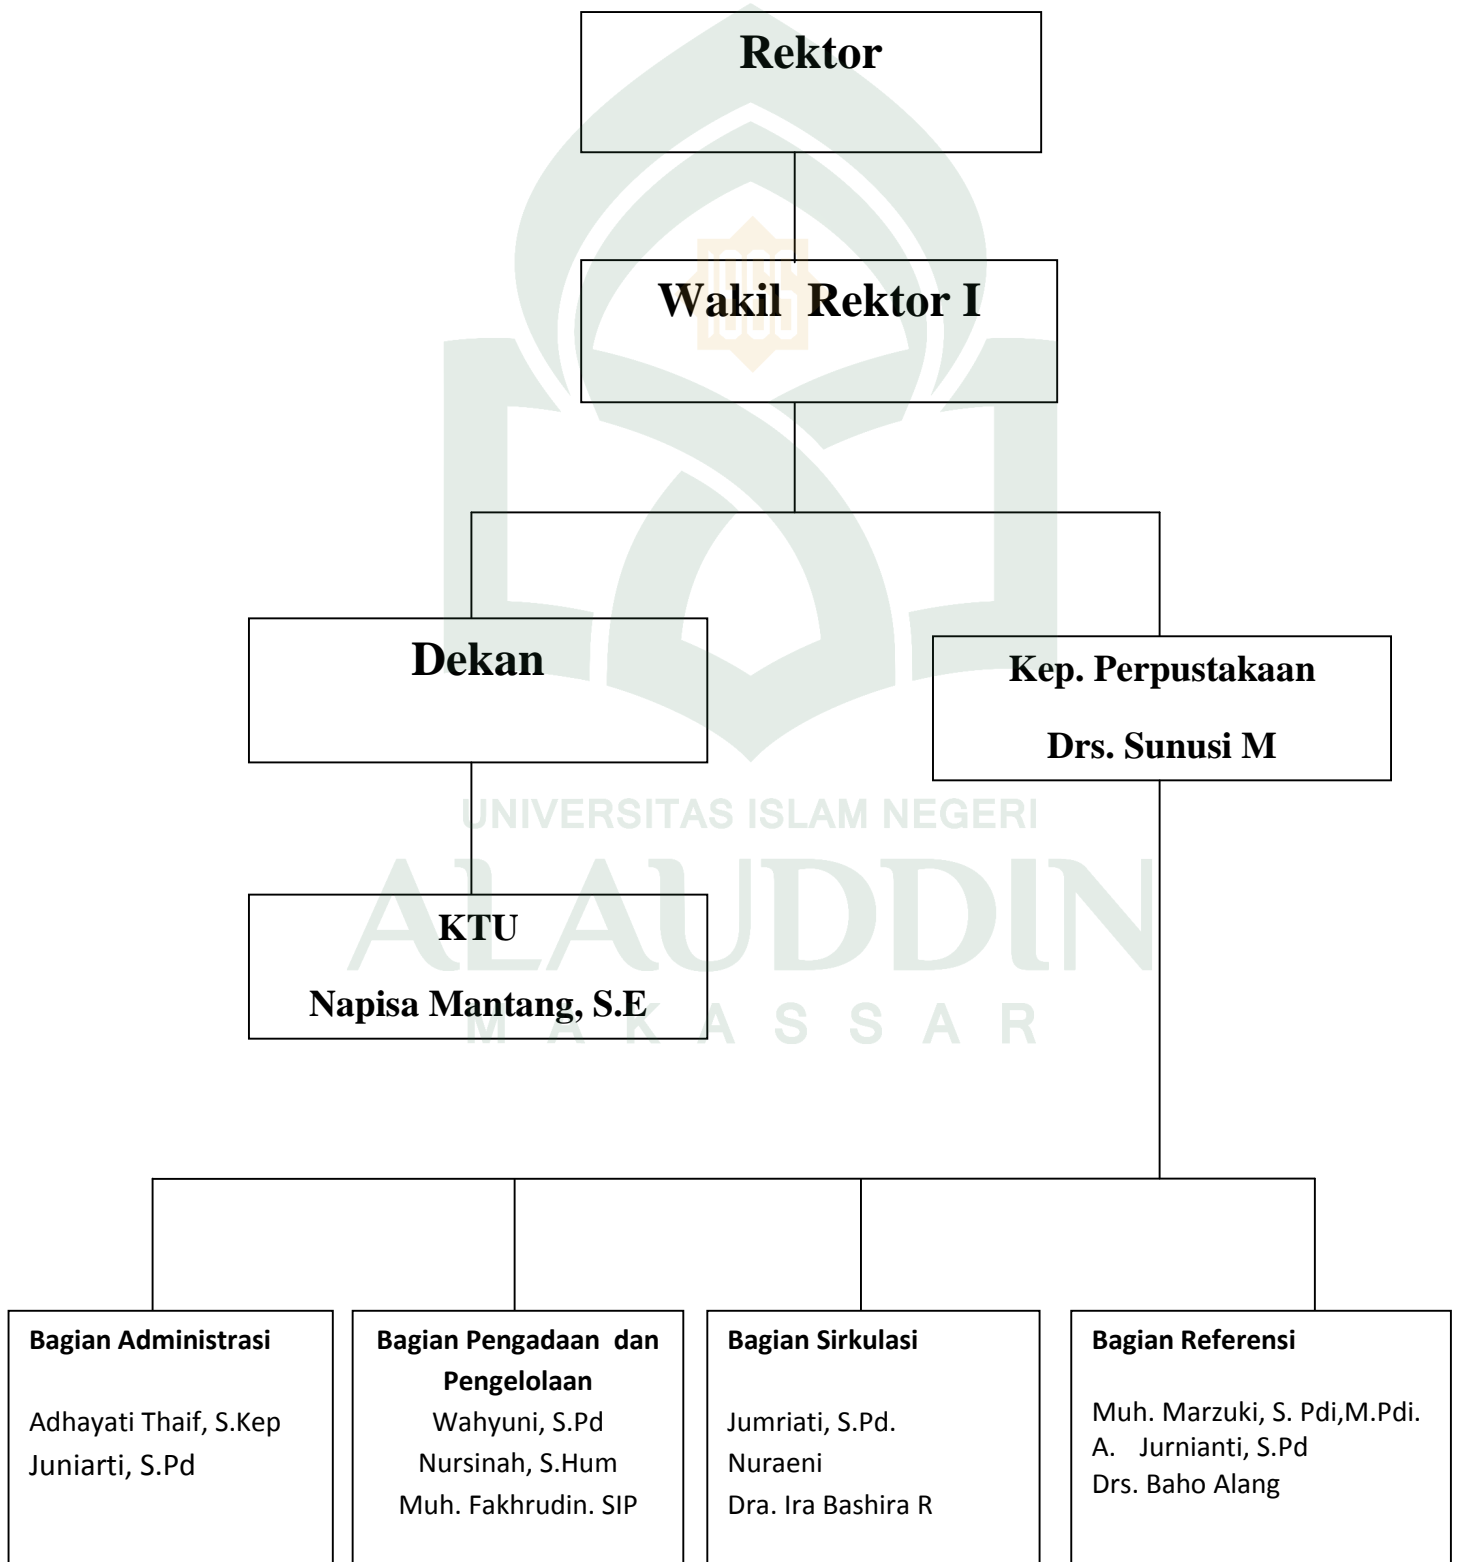 Rektor
1965
Wakil Rektor I
Dekan
Kep. Perpustakaan
Drs. Sunusi M
UNIVERSITAS ISLAM NEGERI
ALAUDDIN
MAKASSAR
KTU
Napisa Mantang, S.E
Bagian Administrasi
Adhayati Thaif, S.Kep
Juniarti, S.Pd
Bagian Pengadaan dan
Pengelolaan
Wahyuni, S.Pd
Nursinah, S.Hum
Muh. Fakhrudin. SIP
Bagian Sirkulasi
Jumriati, S.Pd.
Nuraeni
Dra. Ira Bashira R
Bagian Referensi
Muh. Marzuki, S. Pdi,M.Pdi.
A. Jurnianti, S.Pd
Drs. Baho Alang